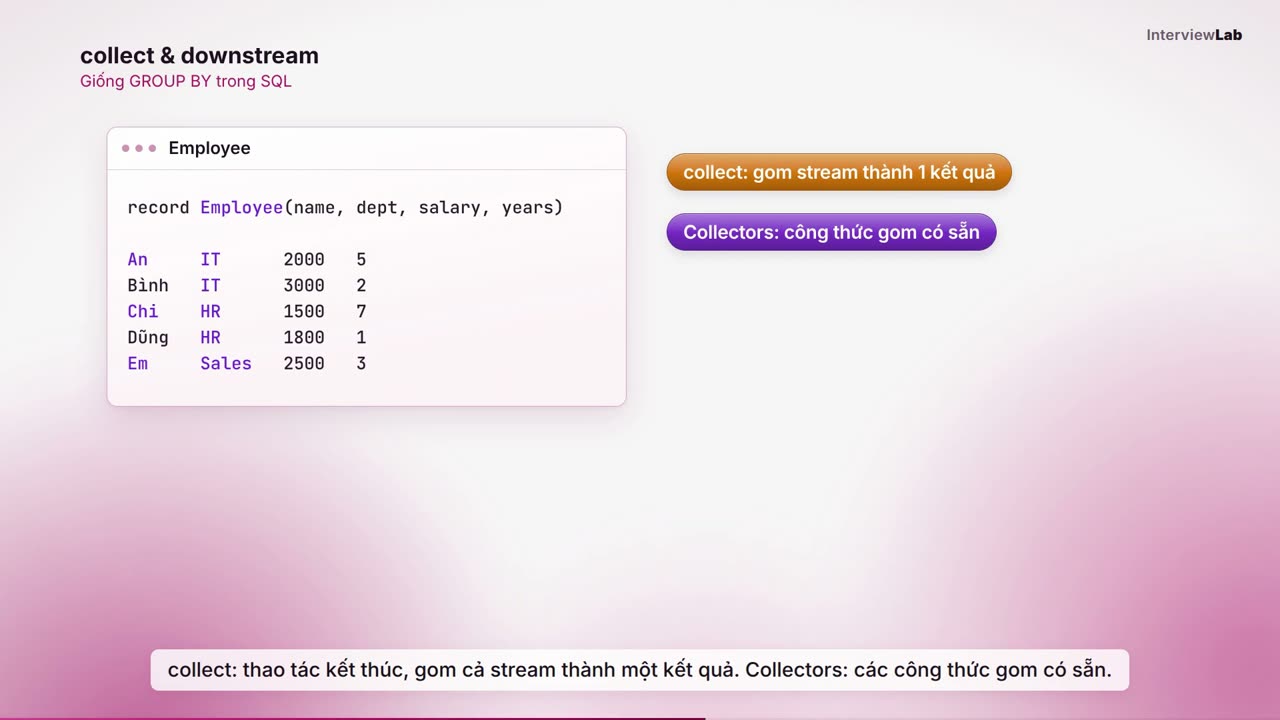 InterviewLab
collect & downstream
Giống GROUP BY trong SQL
Employee
record Employee(name, dept, salary, years)
An IT 2000 5
Bình IT 3000 2
Chi HR 1500 7
Dũng HR 1800 1
Em Sales 2500 3
collect: gom stream thành 1 kết quả
Collectors: công thức gom có sẵn
collect: thao tác kết thúc, gom cả stream thành một kết quả. Collectors: các công thức gom có sẵn.